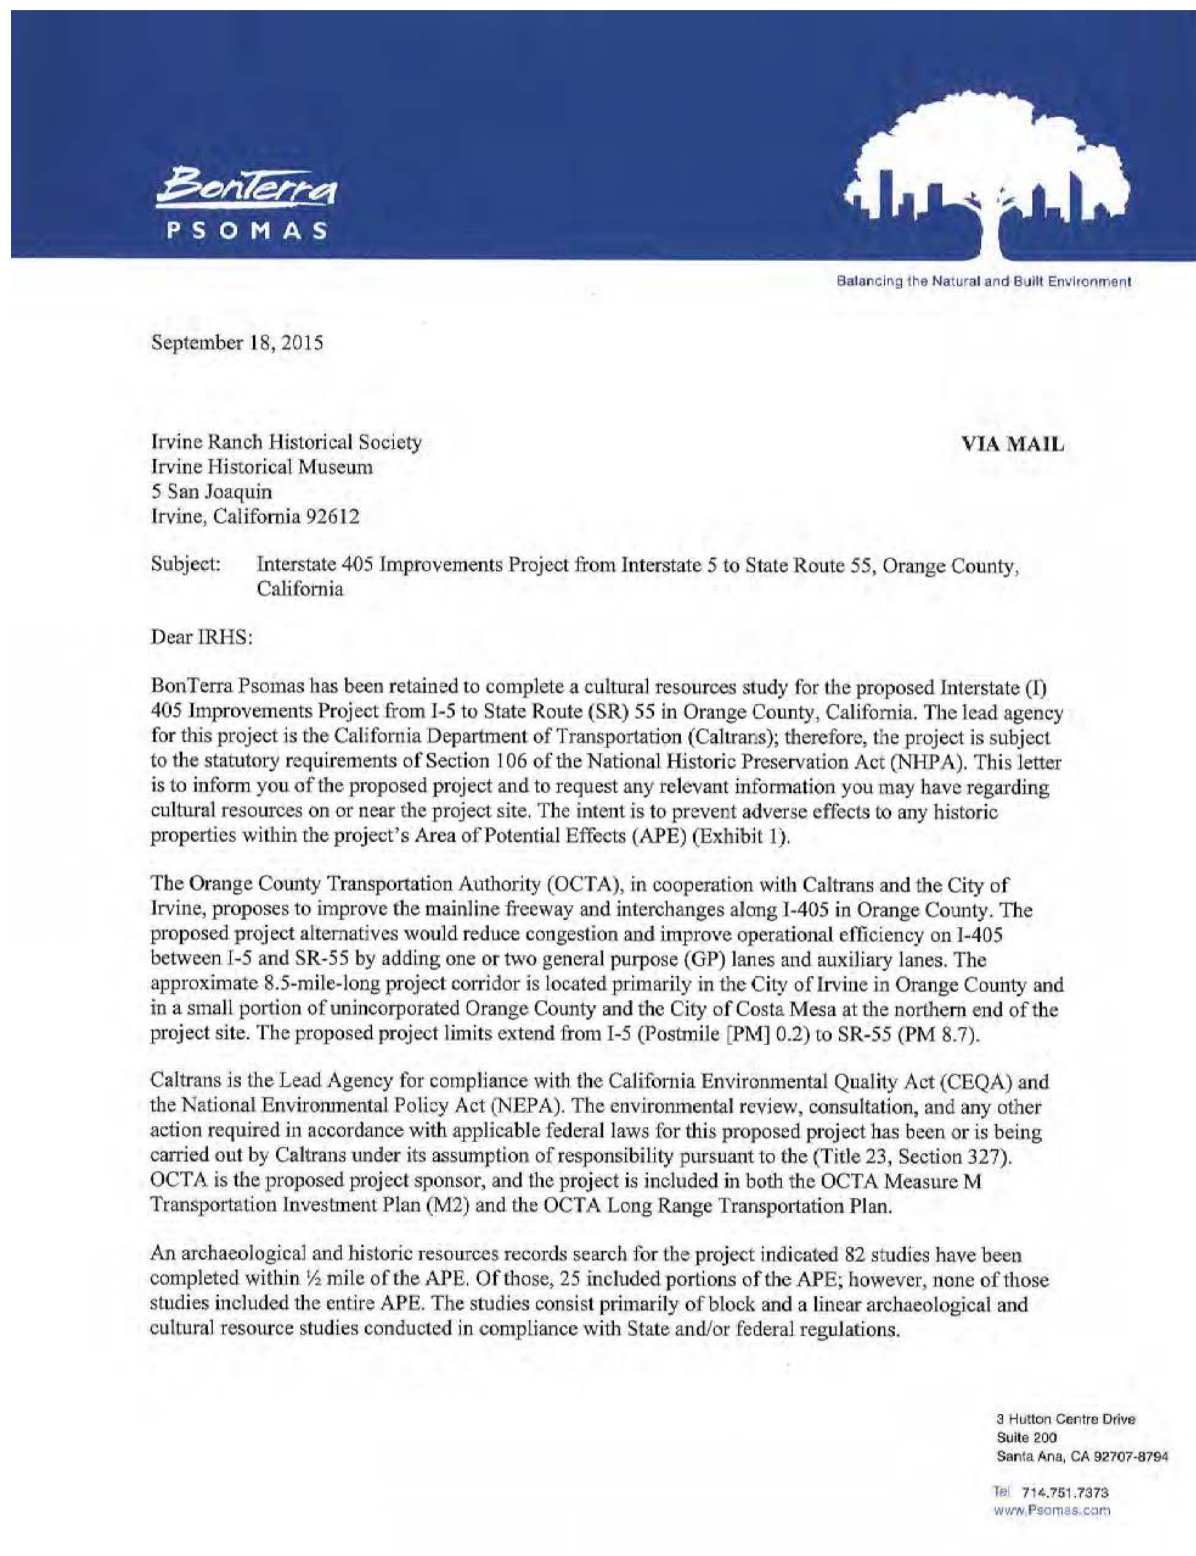 BonTerra
PSOMAS
Balancing the Natural and Built Environment
September 18, 2015
Irvine Ranch Historical Society
VIA MAIL
Irvine Historical Museum
5 San Joaquin
Irvine, California 92612
Subject: Interstate 405 Improvements Project from Interstate 5 to State Route 55, Orange County,
California
Dear IRHS:
BonTerra Psomas has been retained to complete a cultural resources study for the proposed Interstate (I)
405 Improvements Project from I-5 to State Route (SR) 55 in Orange County, California. The lead agency
for this project is the California Department of Transportation (Caltrans); therefore, the project is subject
to the statutory requirements of Section 106 of the National Historic Preservation Act (NHPA). This letter
is to inform you of the proposed project and to request any relevant information you may have regarding
cultural resources on or near the project site. The intent is to prevent adverse effects to any historic
properties within the project's Area of Potential Effects (APE) (Exhibit 1).
The Orange County Transportation Authority (OCTA), in cooperation with Caltrans and the City of
Irvine, proposes to improve the mainline freeway and interchanges along I-405 in Orange County. The
proposed project alternatives would reduce congestion and improve operational efficiency on I-405
between I-5 and SR-55 by adding one or two general purpose (GP) lanes and auxiliary lanes. The
approximate 8.5-mile-long project corridor is located primarily in the City of Irvine in Orange County and
in a small portion of unincorporated Orange County and the City of Costa Mesa at the northern end of the
project site. The proposed project limits extend from I-5 (Postmile [PM] 0.2) to SR-55 (PM 8.7).
Caltrans is the Lead Agency for compliance with the California Environmental Quality Act (CEQA) and
the National Environmental Policy Act (NEPA). The environmental review, consultation, and any other
action required in accordance with applicable federal laws for this proposed project has been or is being
carried out by Caltrans under its assumption of responsibility pursuant to the (Title 23, Section 327).
OCTA is the proposed project sponsor, and the project is included in both the OCTA Measure M
Transportation Investment Plan (M2) and the OCTA Long Range Transportation Plan.
An archaeological and historic resources records search for the project indicated 82 studies have been
completed within ½ mile of the APE. Of those, 25 included portions of the APE; however, none of those
studies included the entire APE. The studies consist primarily of block and a linear archaeological and
cultural resource studies conducted in compliance with State and/or federal regulations.
3 Hutton Centre Drive
Suite 200
Santa Ana, CA 92707-8794
Tel 714.751.7373
www.Psomas.com